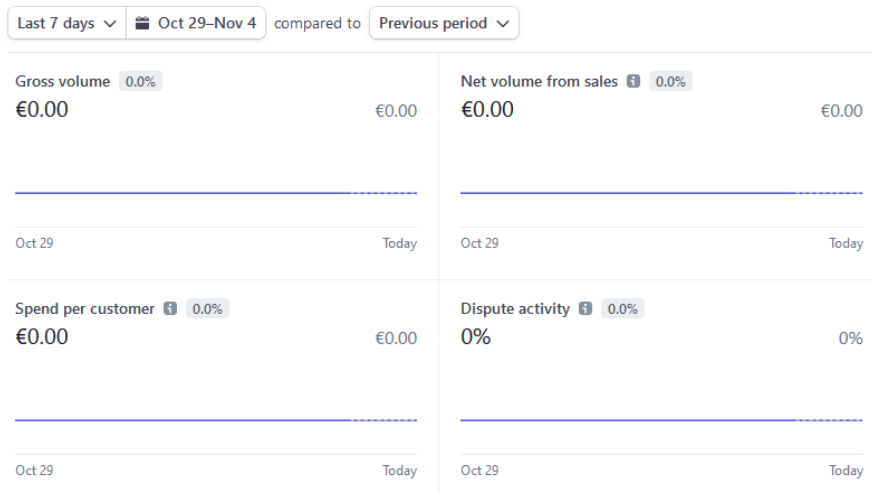 Last 7 days Oct 29–Nov 4 compared to Previous period
Gross volume 0.0%
€0.00 €0.00
Oct 29 Today
Net volume from sales 0.0%
€0.00 €0.00
Oct 29 Today
Spend per customer 0.0%
€0.00 €0.00
Oct 29 Today
Dispute activity 0.0%
0% 0%
Oct 29 Today